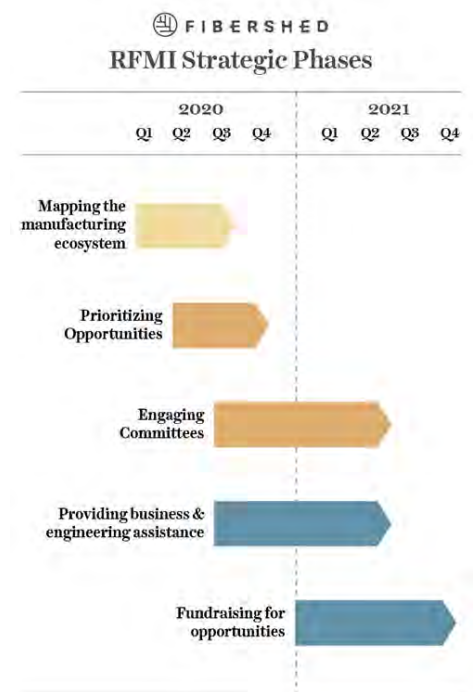 FIBERSHED
RFMI Strategic Phases
2020 2021
Q1 Q2 Q3 Q4 Q1 Q2 Q3 Q4
Mapping the
manufacturing
ecosystem
Prioritizing
Opportunities
Engaging
Committees
Providing business &
engineering assistance
Fundraising for
opportunities